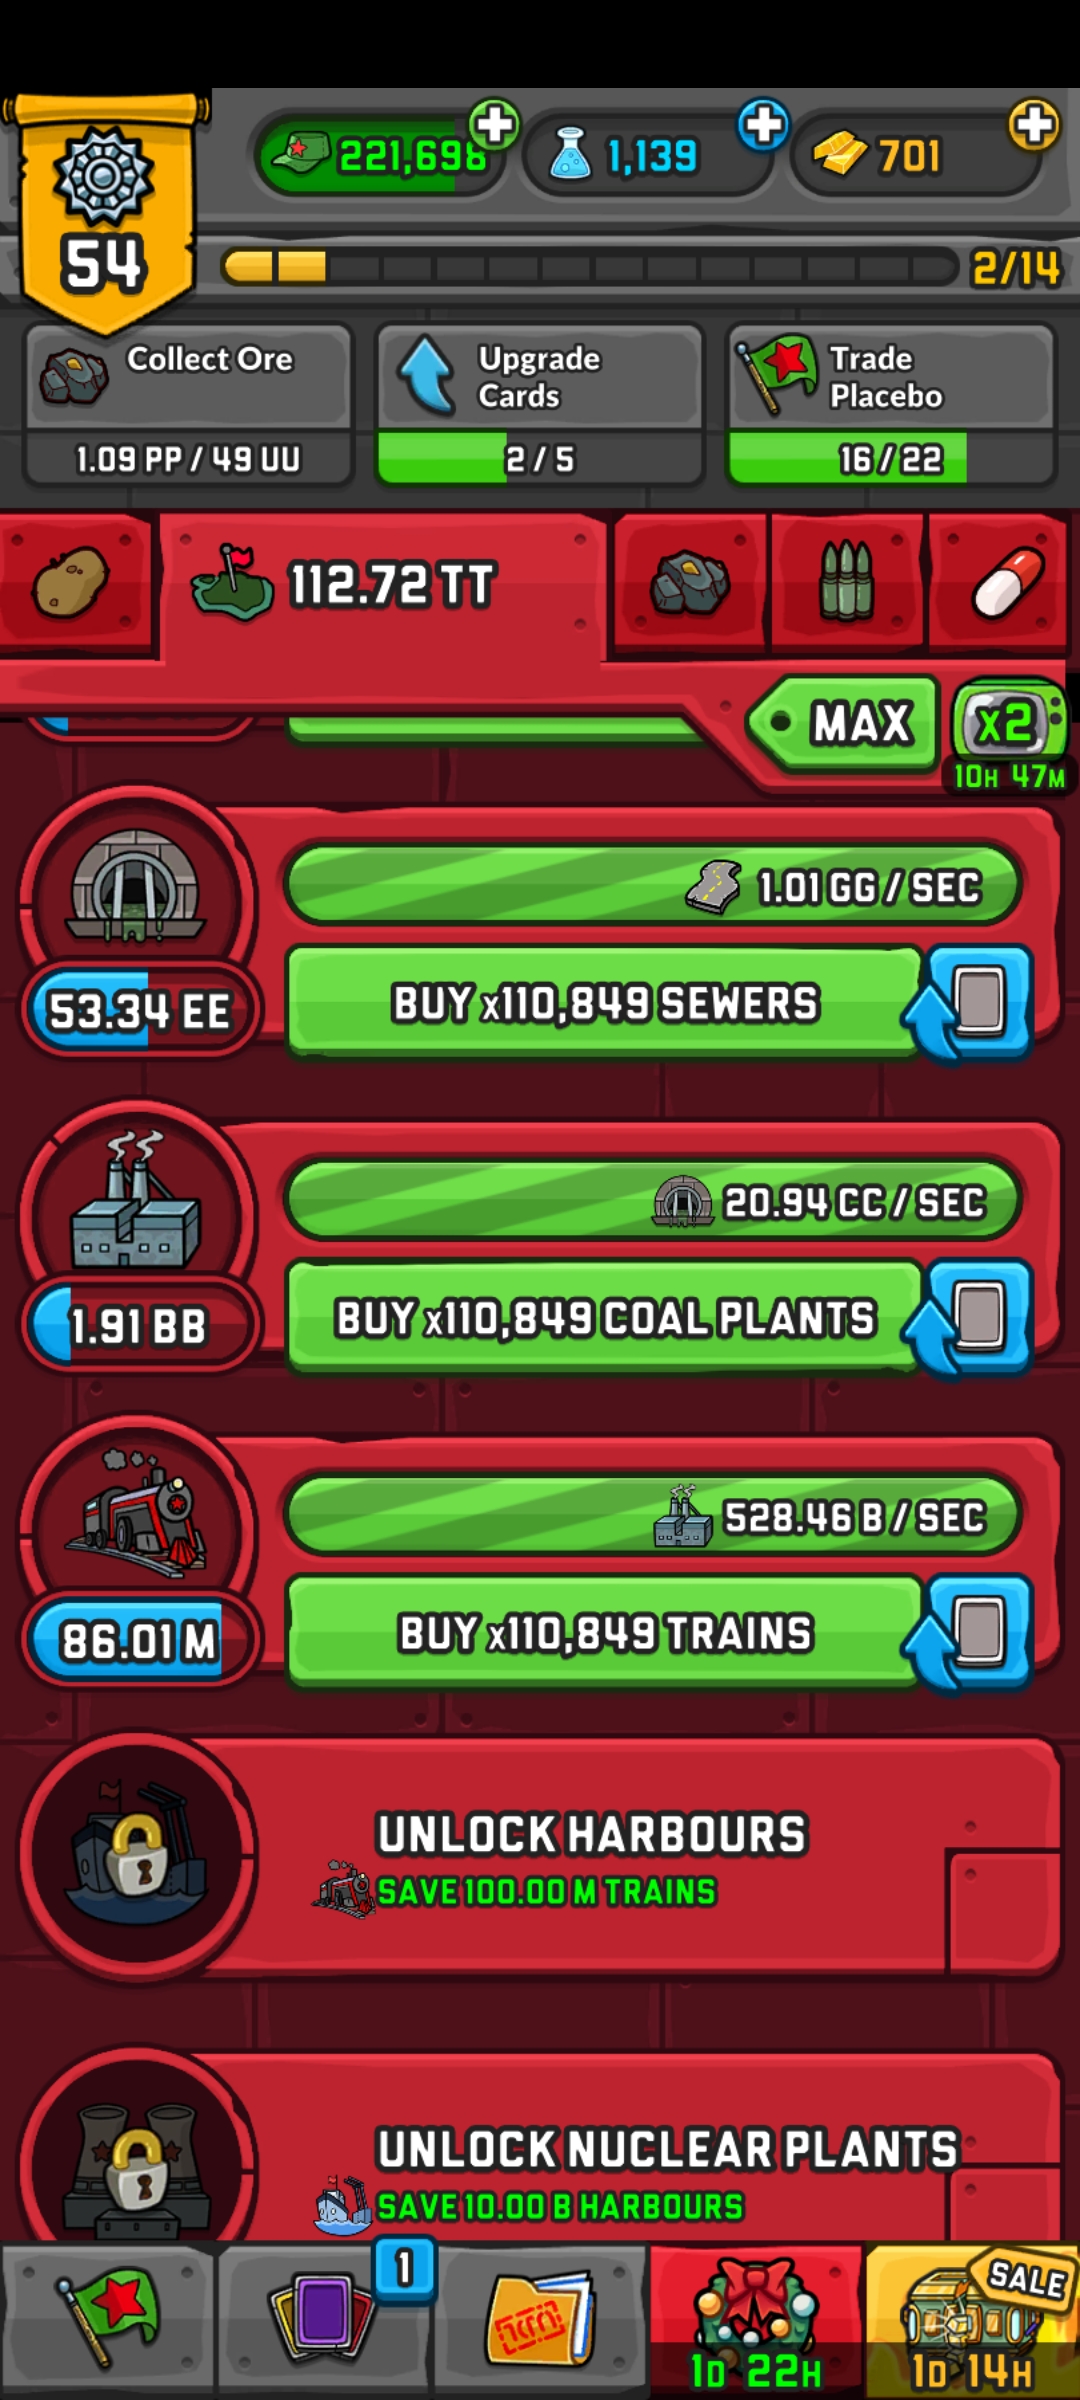 221,698
1,139
701
54
2/14
Collect Ore
1.09 PP / 49 UU
Upgrade
Cards
2 / 5
Trade
Placebo
16 / 22
112.72 TT
MAX
x2
10H 47M
1.01 GG / SEC
53.34 EE
BUY x110,849 SEWERS
20.94 CC / SEC
1.91 BB
BUY x110,849 COAL PLANTS
528.46 B / SEC
86.01 M
BUY x110,849 TRAINS
UNLOCK HARBOURS
SAVE 100.00 M TRAINS
UNLOCK NUCLEAR PLANTS
SAVE 10.00 B HARBOURS
1
SALE
1D 22H
1D 14H